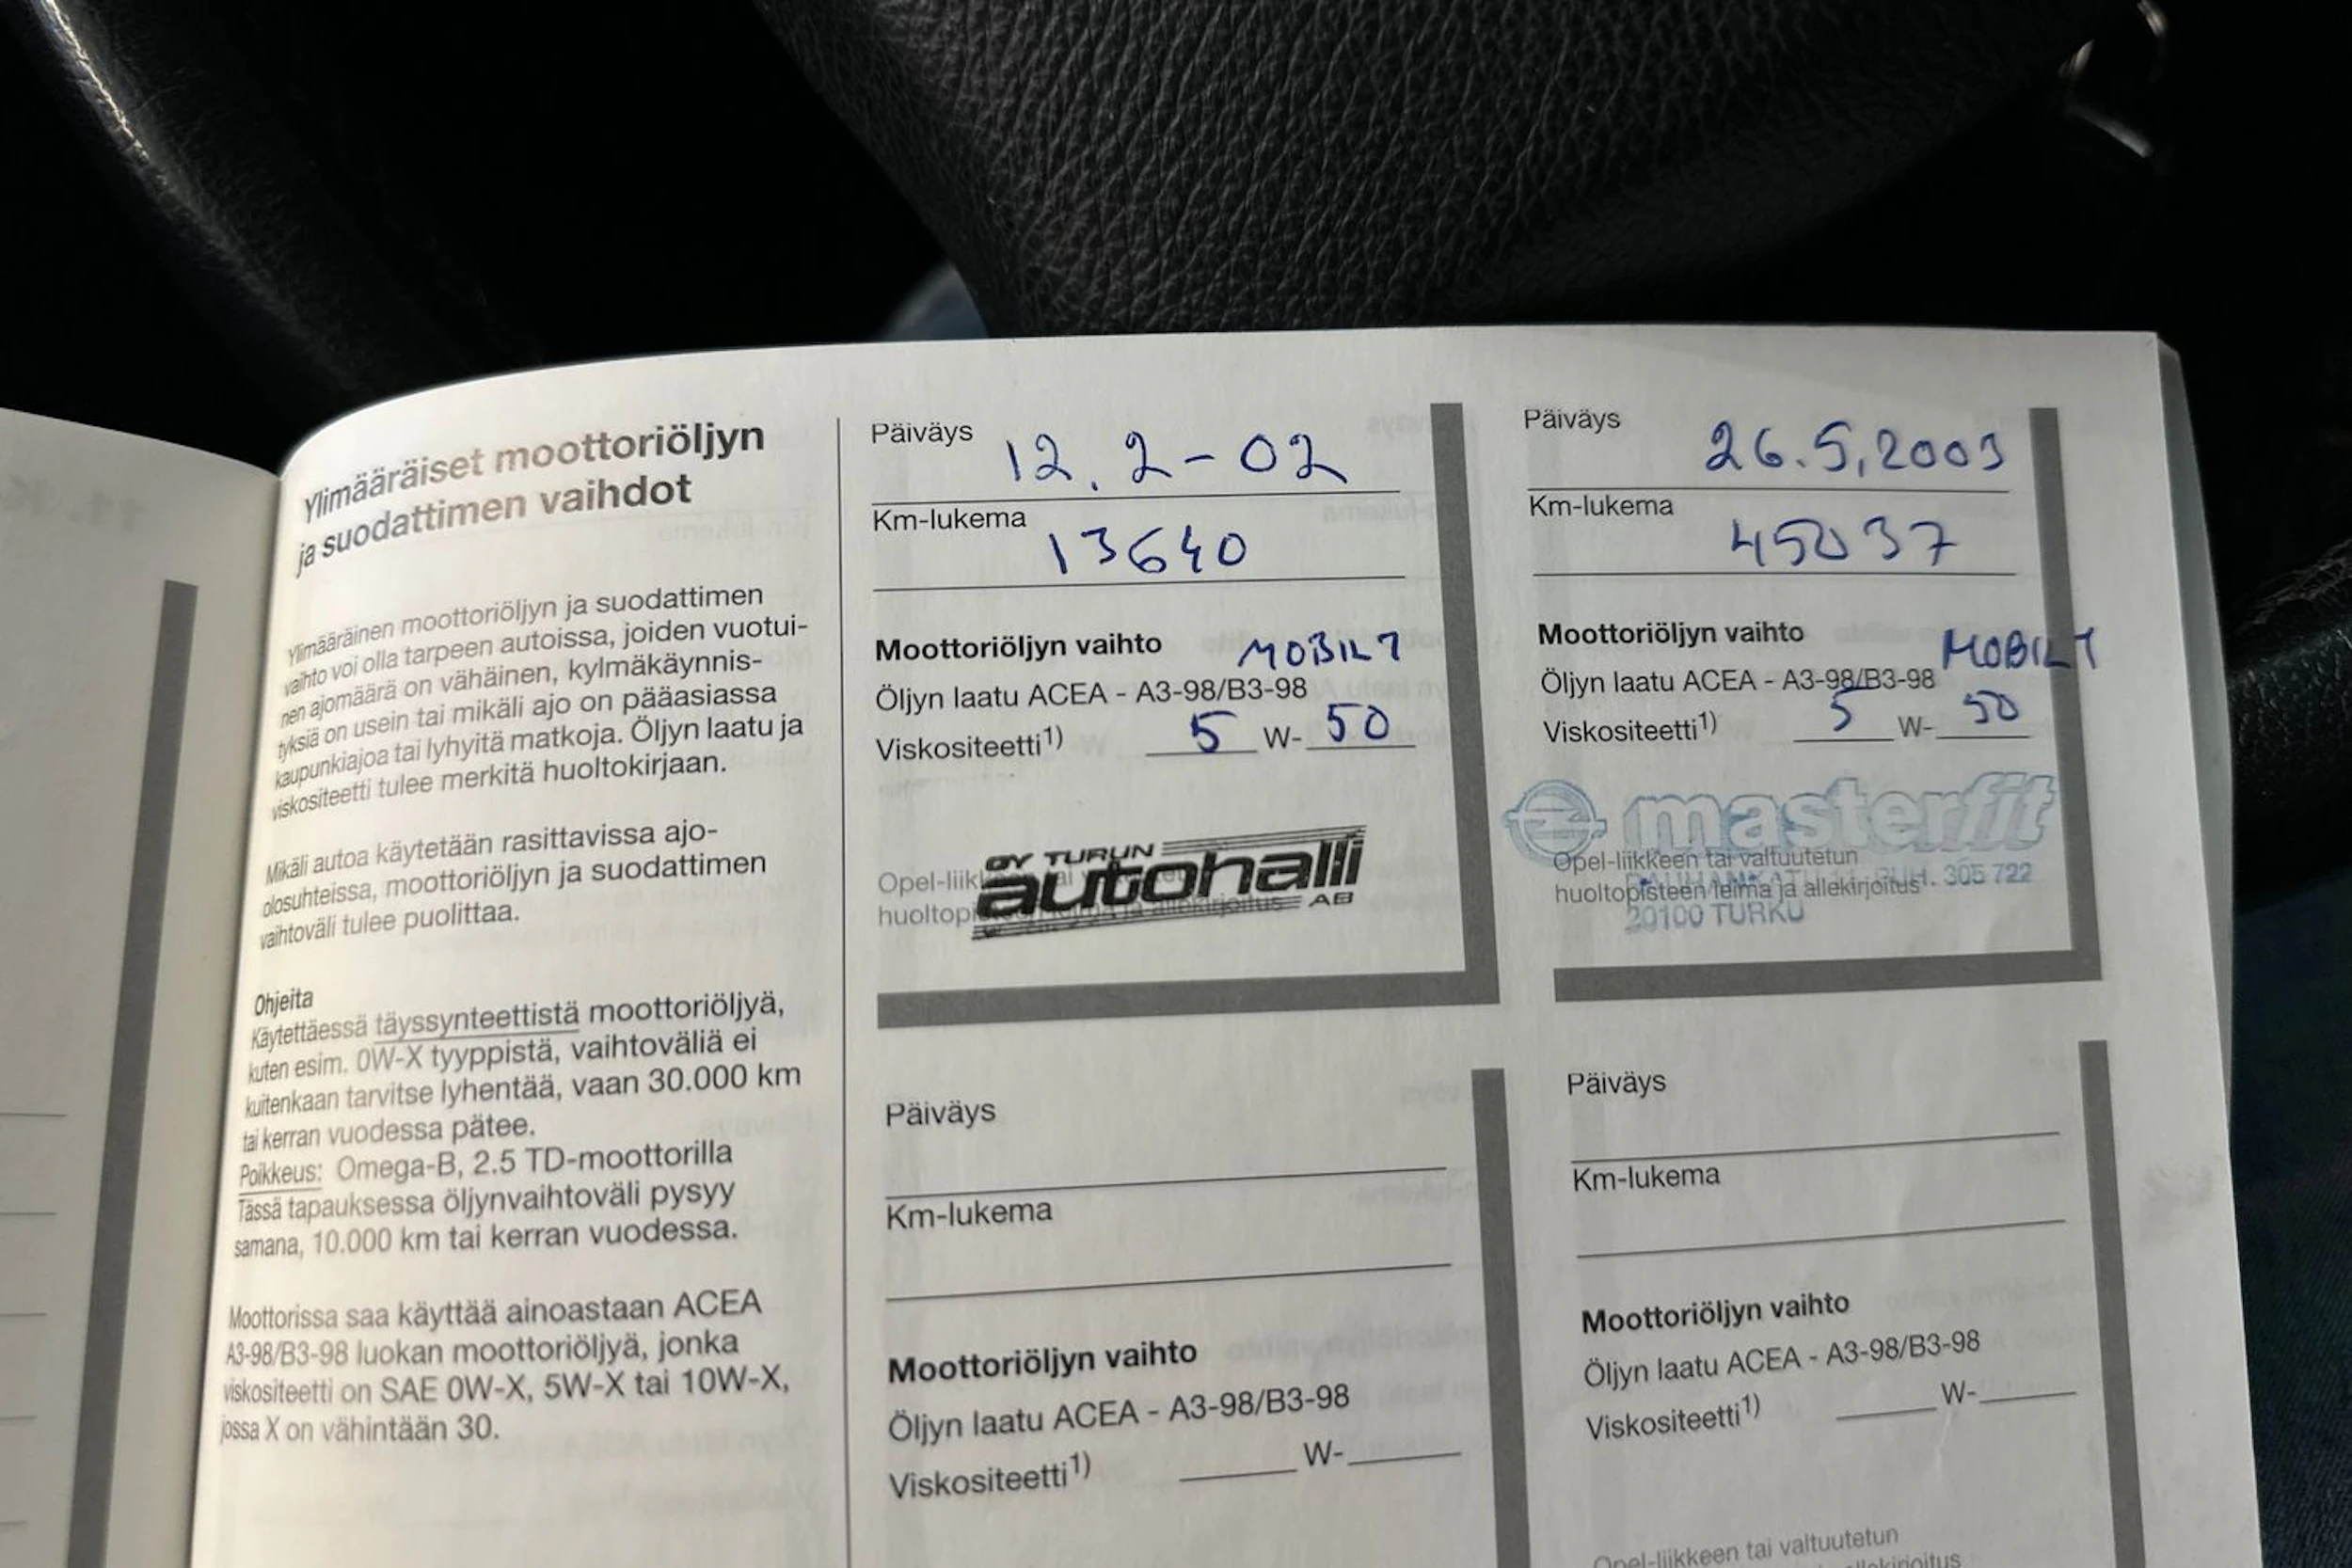 Ylimääräiset moottoriöljyn
ja suodattimen vaihdot
Ylimääräinen moottoriöljyn ja suodattimen
vaihto voi olla tarpeen autoissa, joiden vuotui-
nen ajomäärä on vähäinen, kylmäkäynnis-
tyksiä on usein tai mikäli ajo on pääasiassa
kaupunkiajoa tai lyhyitä matkoja. Öljyn laatu ja
viskositeetti tulee merkitä huoltokirjaan.
Mikäli autoa käytetään rasittavissa ajo-
olosuhteissa, moottoriöljyn ja suodattimen
vaihtoväli tulee puolittaa.
Ohjeita
Käytettäessä täyssynteettistä moottoriöljyä,
kuten esim. 0W-X tyyppistä, vaihtoväliä ei
kuitenkaan tarvitse lyhentää, vaan 30.000 km
tai kerran vuodessa pätee.
Poikkeus: Omega-B, 2.5 TD-moottorilla
Tässä tapauksessa öljynvaihtoväli pysyy
samana, 10.000 km tai kerran vuodessa.
Moottorissa saa käyttää ainoastaan ACEA
A3-98/B3-98 luokan moottoriöljyä, jonka
viskositeetti on SAE 0W-X, 5W-X tai 10W-X,
jossa X on vähintään 30.
Päiväys 12.2-02
Km-lukema 13640
Moottoriöljyn vaihto MOBIL 1
Öljyn laatu ACEA - A3-98/B3-98
Viskositeetti1) 5 W- 50
OY TURUN
autohalli
AB
Päiväys 26.5.2003
Km-lukema 45037
Moottoriöljyn vaihto MOBIL 1
Öljyn laatu ACEA - A3-98/B3-98
Viskositeetti1) 5 W- 50
masterfit
Opel-liikkeen tai valtuutetun
huoltopisteen leima ja allekirjoitus
PUH. 305 722
20100 TURKU
Päiväys
Km-lukema
Moottoriöljyn vaihto
Öljyn laatu ACEA - A3-98/B3-98
Viskositeetti1) W-
Päiväys
Km-lukema
Moottoriöljyn vaihto
Öljyn laatu ACEA - A3-98/B3-98
Viskositeetti1) W-
Opel-liikkeen tai valtuutetun